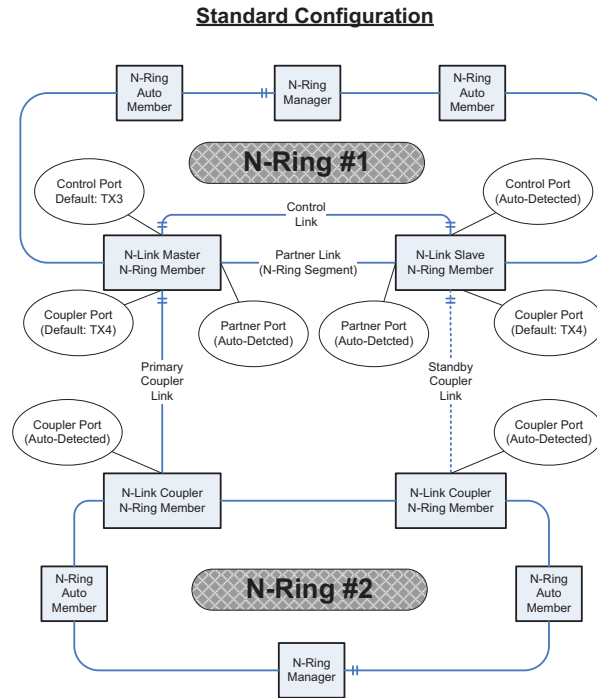 Standard Configuration
N-Ring
Auto
Member
N-Ring
Manager
N-Ring
Auto
Member
N-Ring #1
Control Port
Default: TX3
Control
Link
Control Port
(Auto-Detected)
N-Link Master
N-Ring Member
Partner Link
(N-Ring Segment)
N-Link Slave
N-Ring Member
Coupler Port
(Default: TX4)
Partner Port
(Auto-Detcted)
Partner Port
(Auto-Detcted)
Coupler Port
(Default: TX4)
Primary
Coupler
Link
Standby
Coupler
Link
Coupler Port
(Auto-Detected)
Coupler Port
(Auto-Detected)
N-Link Coupler
N-Ring Member
N-Link Coupler
N-Ring Member
N-Ring
Auto
Member
N-Ring #2
N-Ring
Auto
Member
N-Ring
Manager